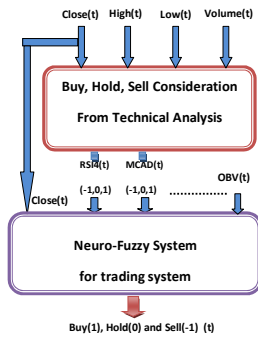 Close(t) High(t) Low(t) Volume(t)
Buy, Hold, Sell Consideration
From Technical Analysis
RSI4(t) MCAD(t) OBV(t)
(-1,0,1) (-1,0,1) ...................
Close(t)
Neuro-Fuzzy System
for trading system
Buy(1), Hold(0) and Sell(-1) (t)